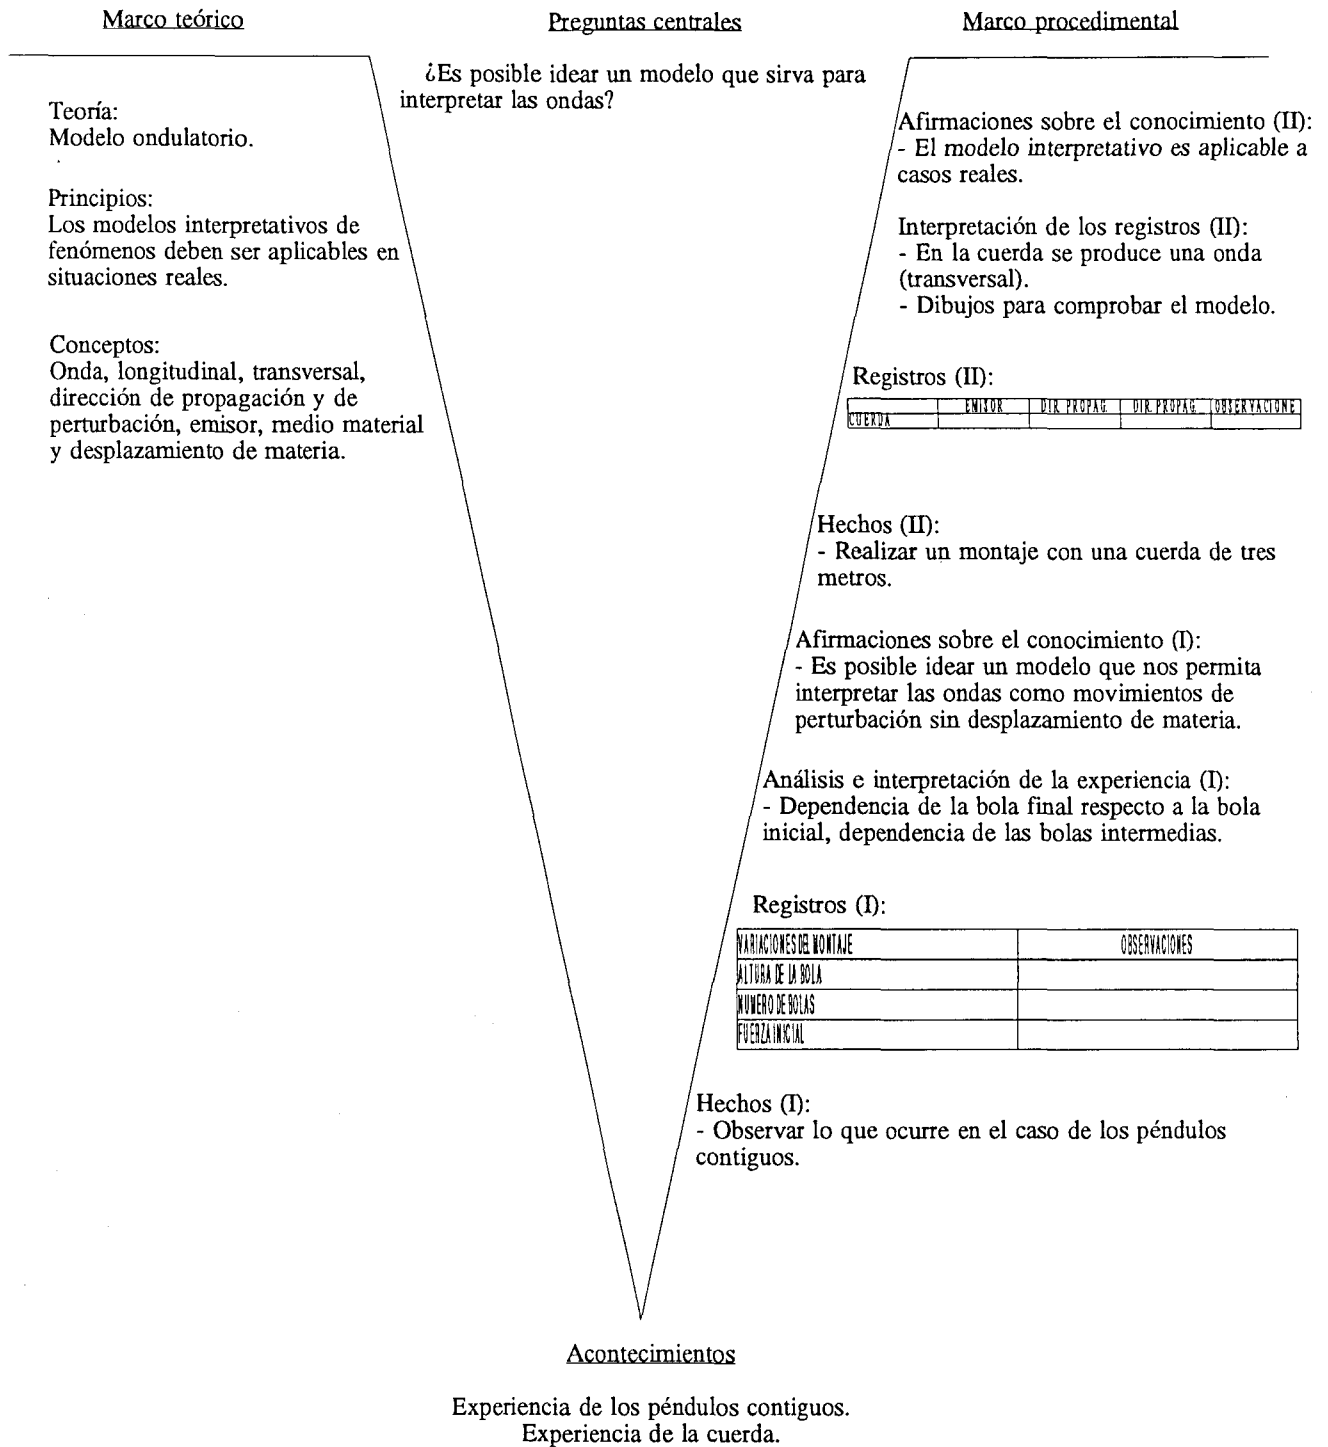 Marco teórico
Preguntas centrales
Marco procedimental
¿Es posible idear un modelo que sirva para
interpretar las ondas?
Teoría:
Modelo ondulatorio.
Principios:
Los modelos interpretativos de
fenómenos deben ser aplicables en
situaciones reales.
Conceptos:
Onda, longitudinal, transversal,
dirección de propagación y de
perturbación, emisor, medio material
y desplazamiento de materia.
Afirmaciones sobre el conocimiento (II):
- El modelo interpretativo es aplicable a
casos reales.
Interpretación de los registros (II):
- En la cuerda se produce una onda
(transversal).
- Dibujos para comprobar el modelo.
Registros (II):
EMISOR DIR. PROPAG. DIR. PROPAG. OBSERVACIONE
CUERDA
Hechos (II):
- Realizar un montaje con una cuerda de tres
metros.
Afirmaciones sobre el conocimiento (I):
- Es posible idear un modelo que nos permita
interpretar las ondas como movimientos de
perturbación sin desplazamiento de materia.
Análisis e interpretación de la experiencia (I):
- Dependencia de la bola final respecto a la bola
inicial, dependencia de las bolas intermedias.
Registros (I):
VARIACIONES DEL MONTAJE OBSERVACIONES
ALTURA DE LA BOLA
NUMERO DE BOLAS
FUERZA INICIAL
Hechos (I):
- Observar lo que ocurre en el caso de los péndulos
contiguos.
Acontecimientos
Experiencia de los péndulos contiguos.
Experiencia de la cuerda.